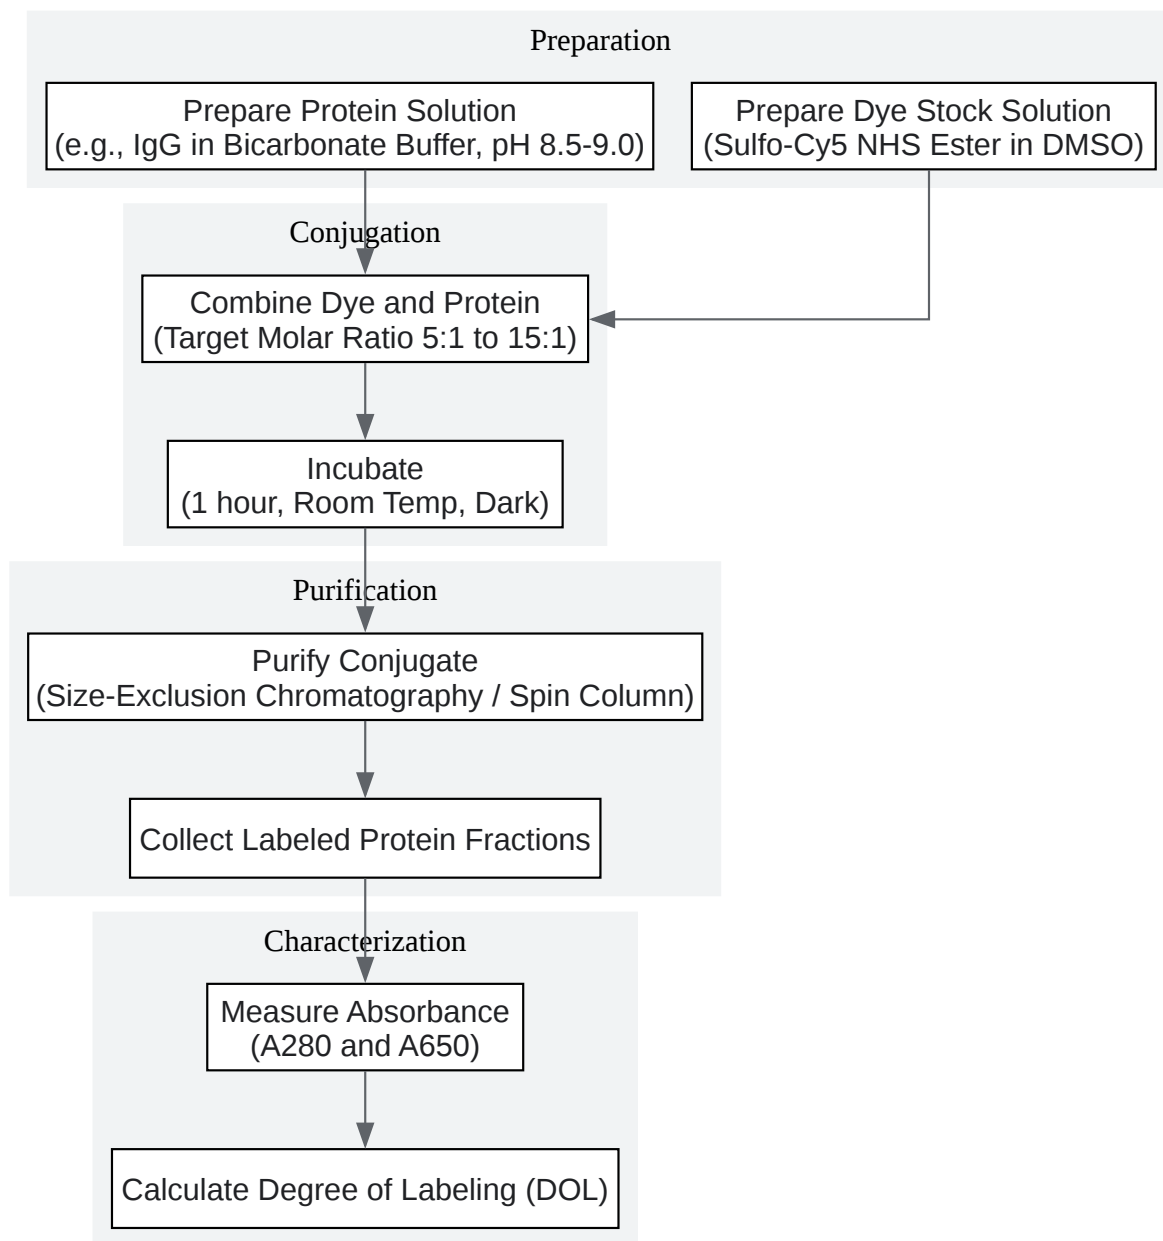 Preparation
Prepare Protein Solution
(e.g., IgG in Bicarbonate Buffer, pH 8.5-9.0)
Prepare Dye Stock Solution
(Sulfo-Cy5 NHS Ester in DMSO)
Conjugation
Combine Dye and Protein
(Target Molar Ratio 5:1 to 15:1)
Incubate
(1 hour, Room Temp, Dark)
Purification
Purify Conjugate
(Size-Exclusion Chromatography / Spin Column)
Collect Labeled Protein Fractions
Characterization
Measure Absorbance
(A280 and A650)
Calculate Degree of Labeling (DOL)